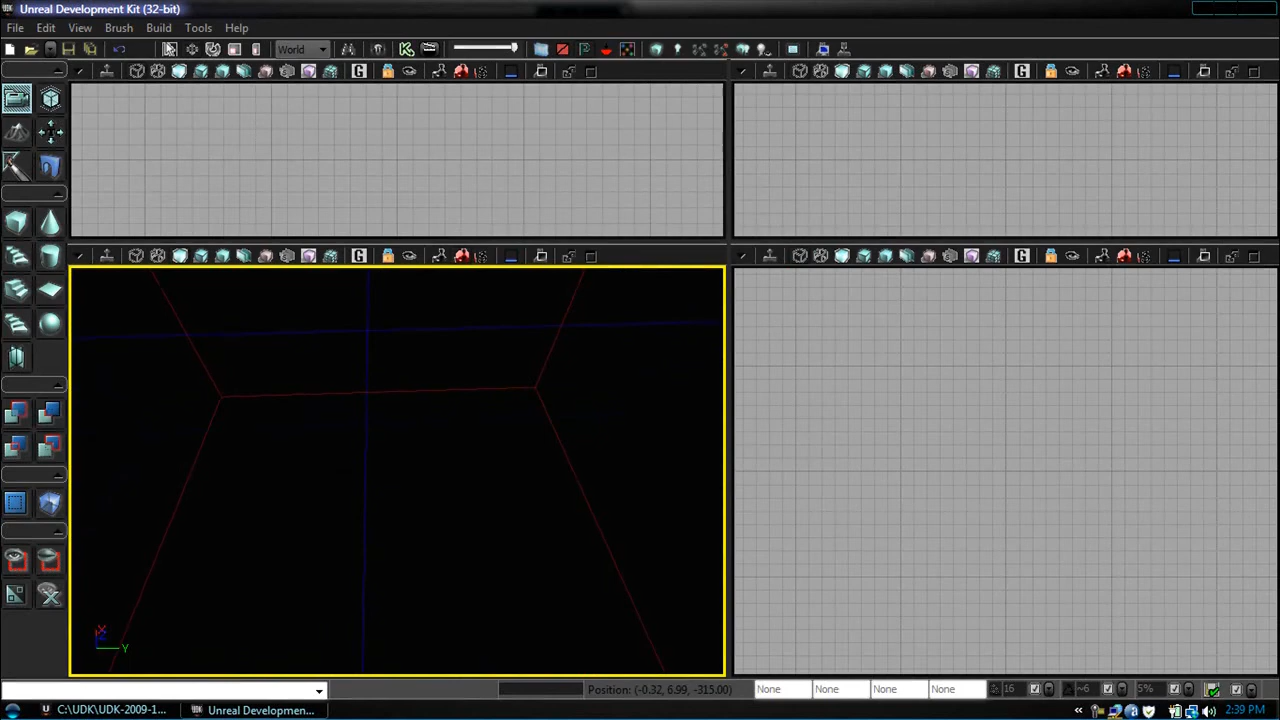 Unreal Development Kit (32-bit)
File Edit View Brush Build Tools Help
World
G G
G G
X
Y
Position: (-0.32, 6.99, -315.00) None None None None 16 ~6 5%
C:\UDK\UDK-2009-1... Unreal Developmen... « 2:39 PM